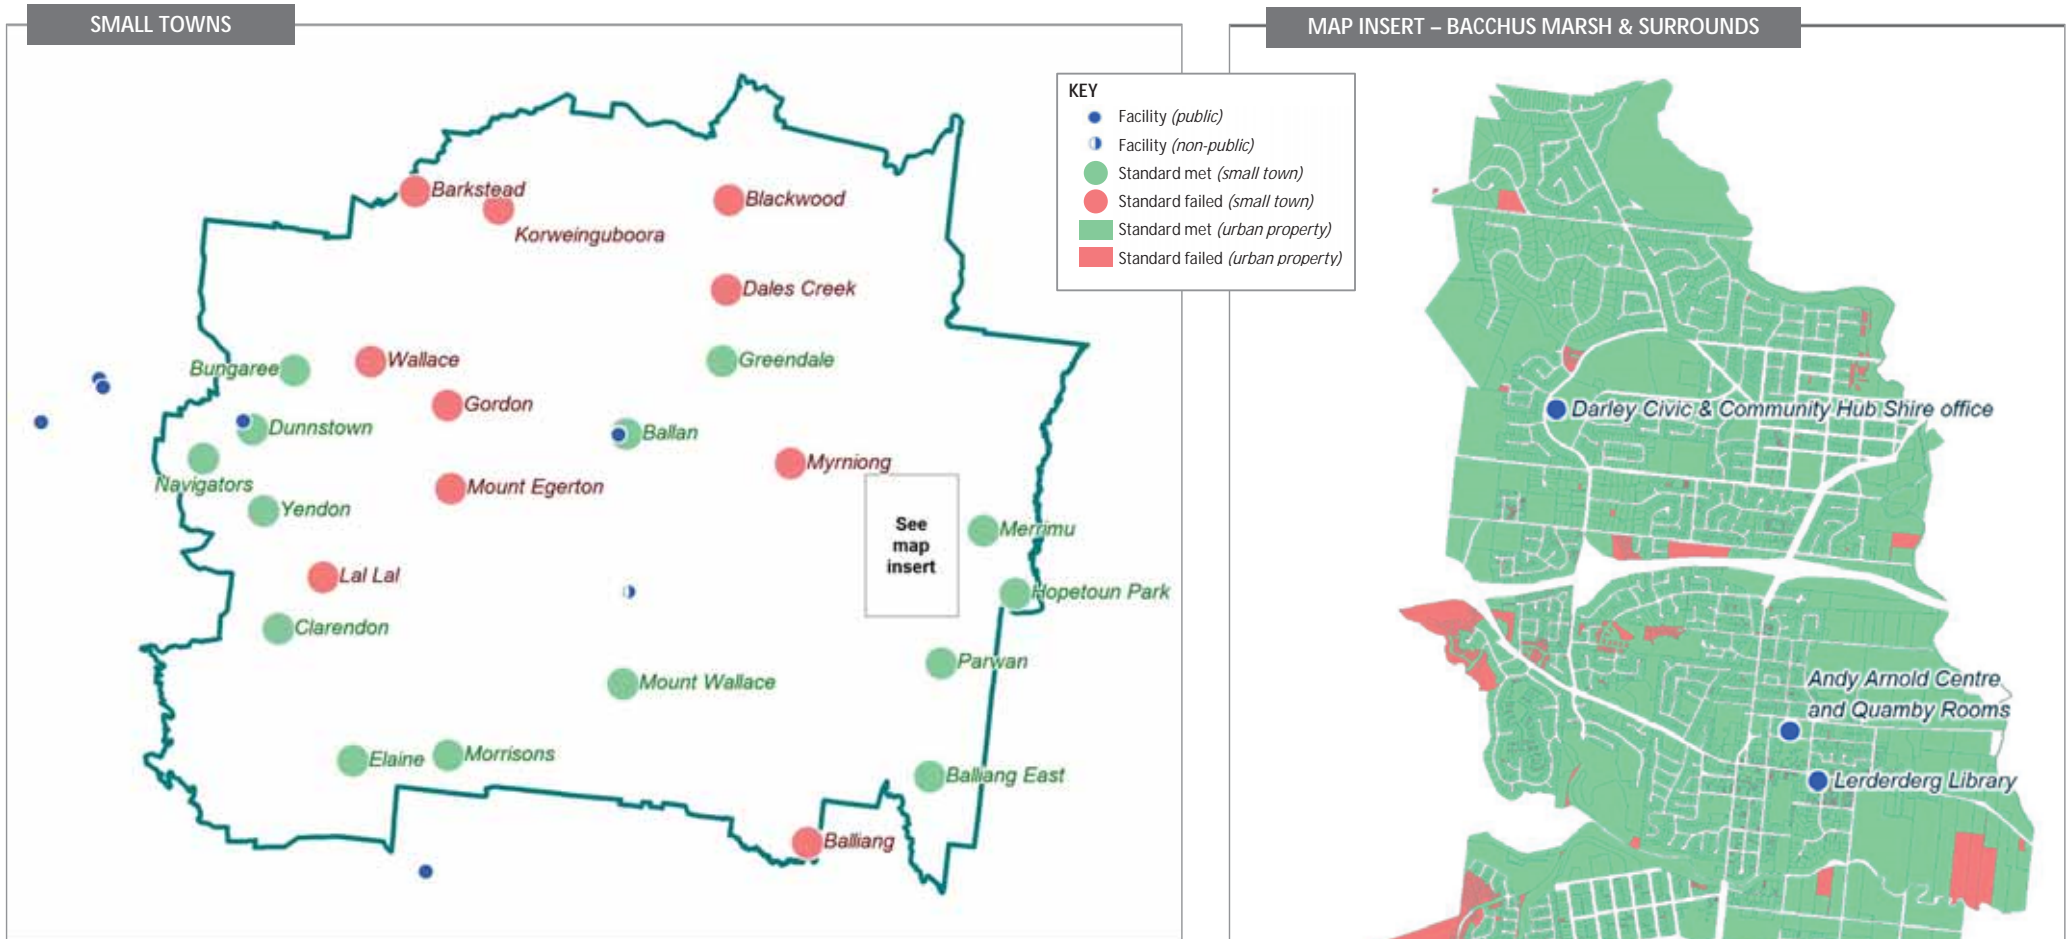 SMALL TOWNS
MAP INSERT – BACCHUS MARSH & SURROUNDS
KEY
Facility (public)
Facility (non-public)
Standard met (small town)
Standard failed (small town)
Standard met (urban property)
Standard failed (urban property)
Barkstead
Korweinguboora
Blackwood
Dales Creek
Greendale
Bungaree
Wallace
Gordon
Dunnstown
Ballan
Navigators
Myrniong
Mount Egerton
Yendon
See
map
insert
Merrimu
Lal Lal
Hopetoun Park
Clarendon
Parwan
Mount Wallace
Elaine
Morrisons
Balliang East
Balliang
Darley Civic & Community Hub Shire office
Andy Arnold Centre
and Quamby Rooms
Lerderderg Library